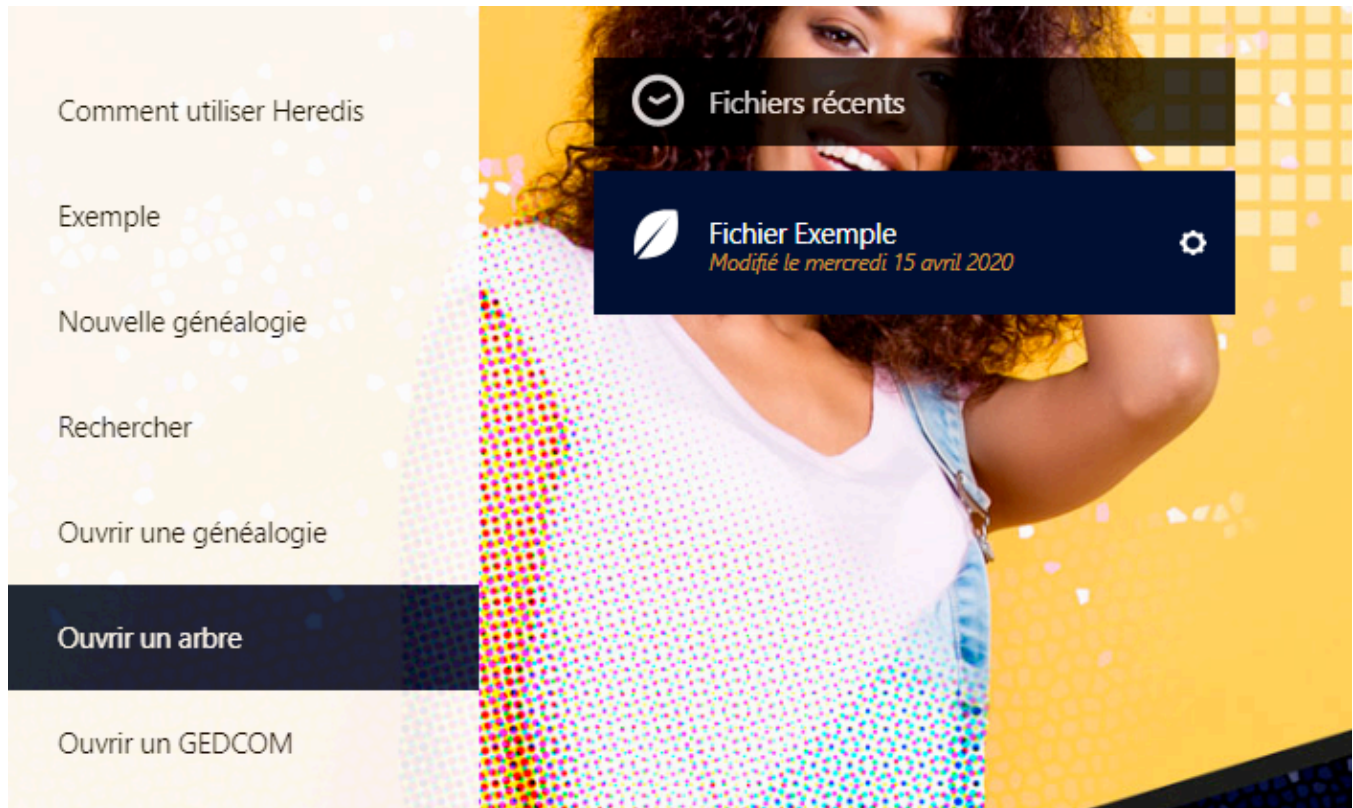 Comment utiliser Heredis
Exemple
Nouvelle généalogie
Rechercher
Ouvrir une généalogie
Ouvrir un arbre
Ouvrir un GEDCOM
Fichiers récents
Fichier Exemple
Modifié le mercredi 15 avril 2020